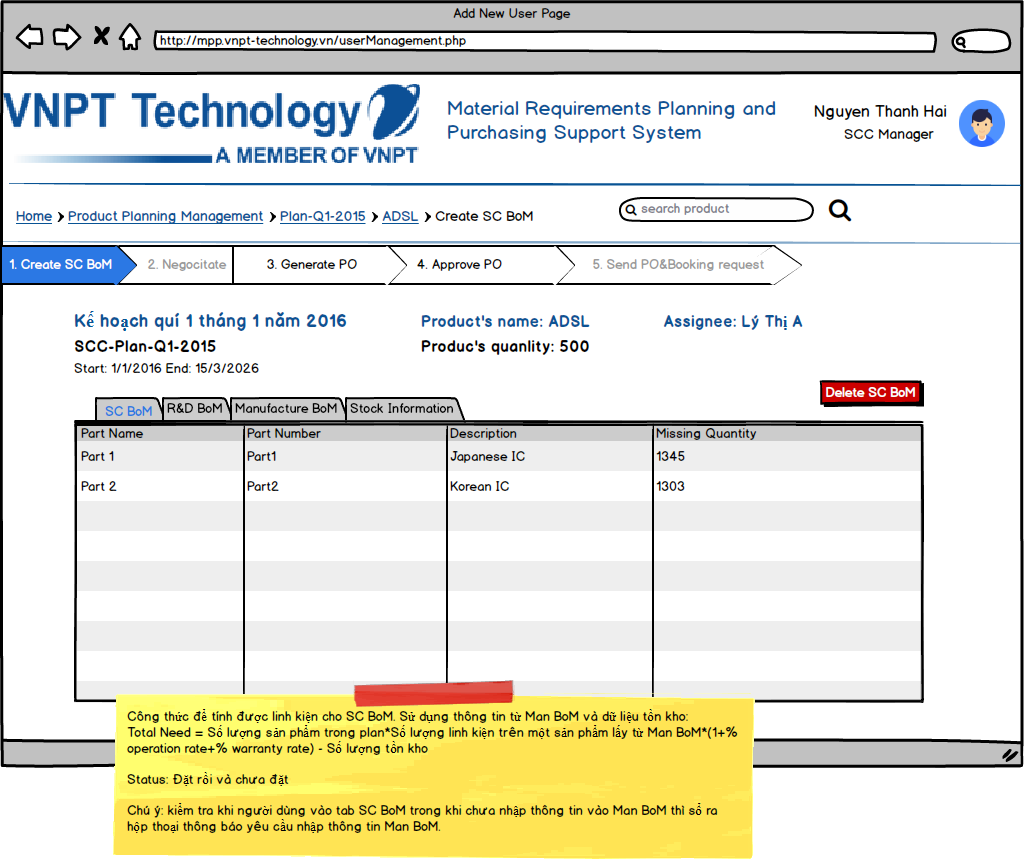 Add New User Page
http://mpp.vnpt-technology.vn/userManagement.php
VNPT Technology
A MEMBER OF VNPT
Material Requirements Planning and
Purchasing Support System
Nguyen Thanh Hai
SCC Manager
Home Product Planning Management Plan-Q1-2015 ADSL Create SC BoM
search product
1. Create SC BoM 2. Negocitate 3. Generate PO 4. Approve PO 5. Send PO&Booking request
Kế hoạch quí 1 tháng 1 năm 2016 Product's name: ADSL Assignee: Lý Thị A
SCC-Plan-Q1-2015 Produc's quanlity: 500
Start: 1/1/2016 End: 15/3/2026
Delete SC BoM
SC BoM R&D BoM Manufacture BoM Stock Information
Part Name Part Number Description Missing Quantity
Part 1 Part1 Japanese IC 1345
Part 2 Part2 Korean IC 1303
Công thức để tính được linh kiện cho SC BoM. Sử dụng thông tin từ Man BoM và dữ liệu tồn kho:
Total Need = Số lượng sản phẩm trong plan*Số lượng linh kiện trên một sản phẩm lấy từ Man BoM*(1+%
operation rate+% warranty rate) - Số lượng tồn kho
Status: Đặt rồi và chưa đặt
Chú ý: kiểm tra khi người dùng vào tab SC BoM trong khi chưa nhập thông tin vào Man BoM thì sổ ra
hộp thoại thông báo yêu cầu nhập thông tin Man BoM.